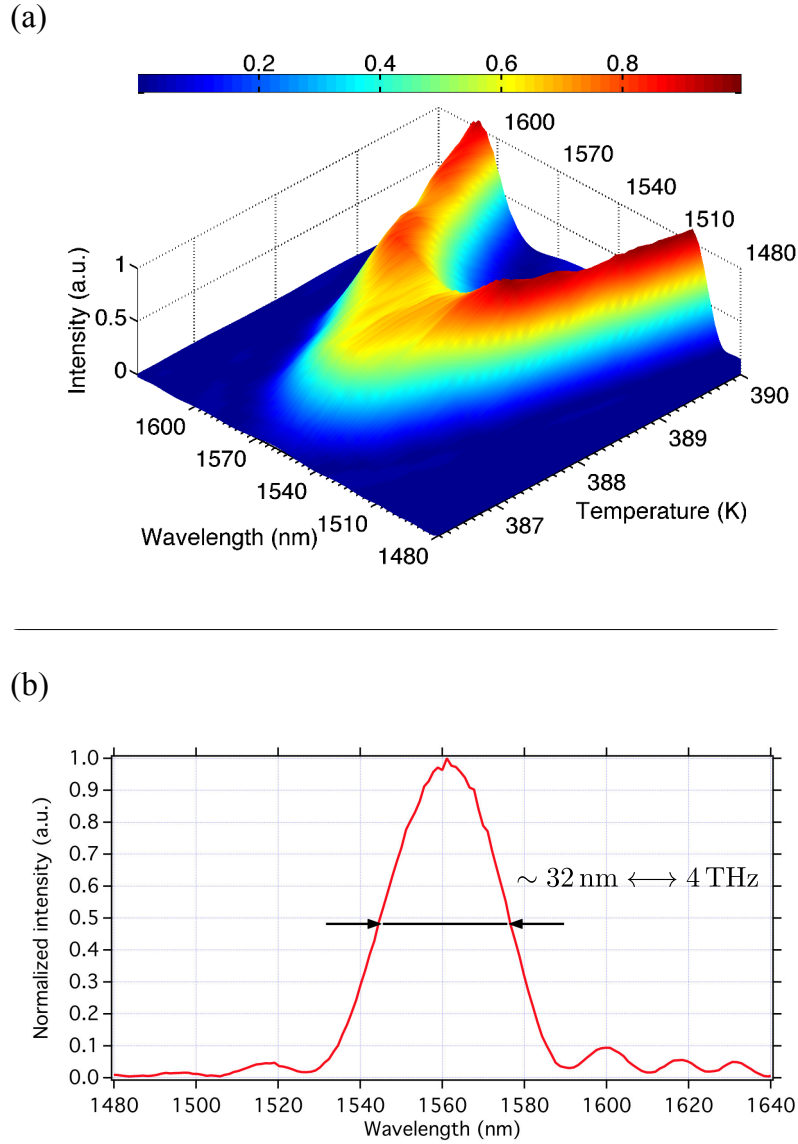 (a)
0.2 0.4 0.6 0.8
1600
1570
1540
1510
1480
Intensity (a.u.)
1
0.5
0
1600
1570
1540
1510
1480
Wavelength (nm)
390
389
388
387
Temperature (K)
(b)
Normalized intensity (a.u.)
1.0
0.9
0.8
0.7
0.6
0.5
0.4
0.3
0.2
0.1
0.0
∼ 32 nm ⟷ 4 THz
1480 1500 1520 1540 1560 1580 1600 1620 1640
Wavelength (nm)